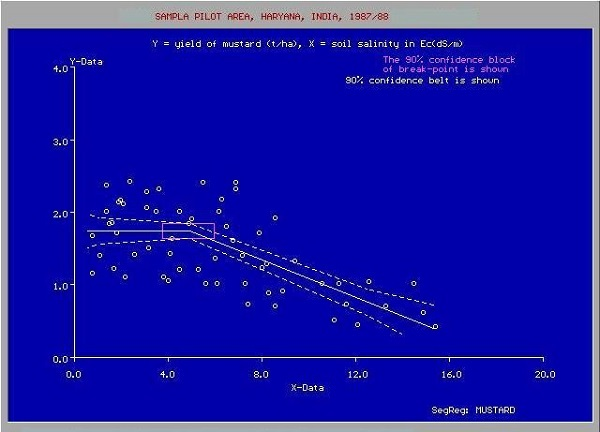 SAMPLA PILOT AREA, HARYANA, INDIA, 1987/88
Y = yield of mustard (t/ha), X = soil salinity in Ec(dS/m)
The 90% confidence block
of break-point is shown
90% confidence belt is shown
Y-Data
4.0
3.0
2.0
1.0
0.0
0.0 4.0 8.0 12.0 16.0 20.0
X-Data
SegReg: MUSTARD